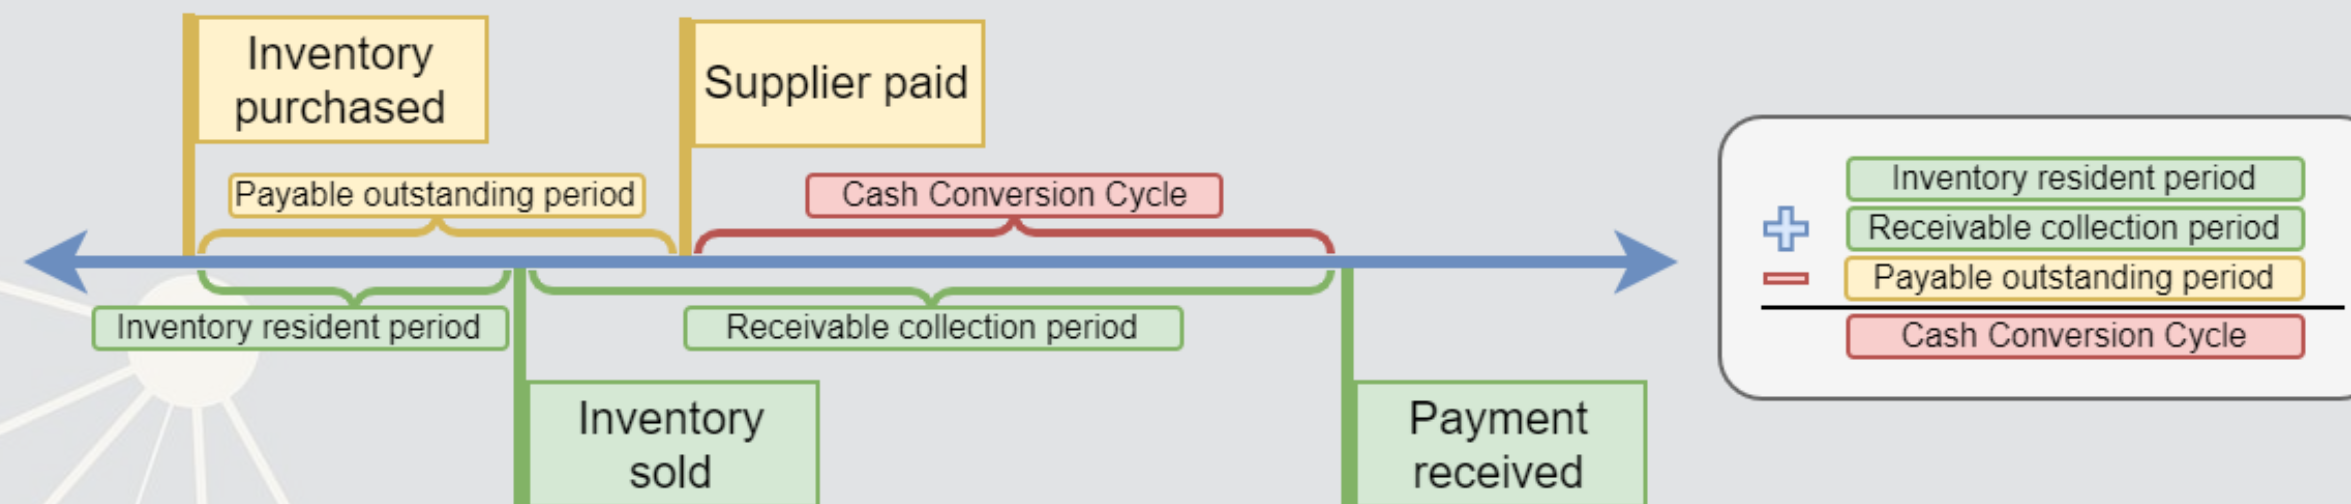 Inventory
purchased
Supplier paid
Payable outstanding period
Cash Conversion Cycle
Inventory resident period
Receivable collection period
Inventory
sold
Payment
received
Inventory resident period
Receivable collection period
Payable outstanding period
Cash Conversion Cycle